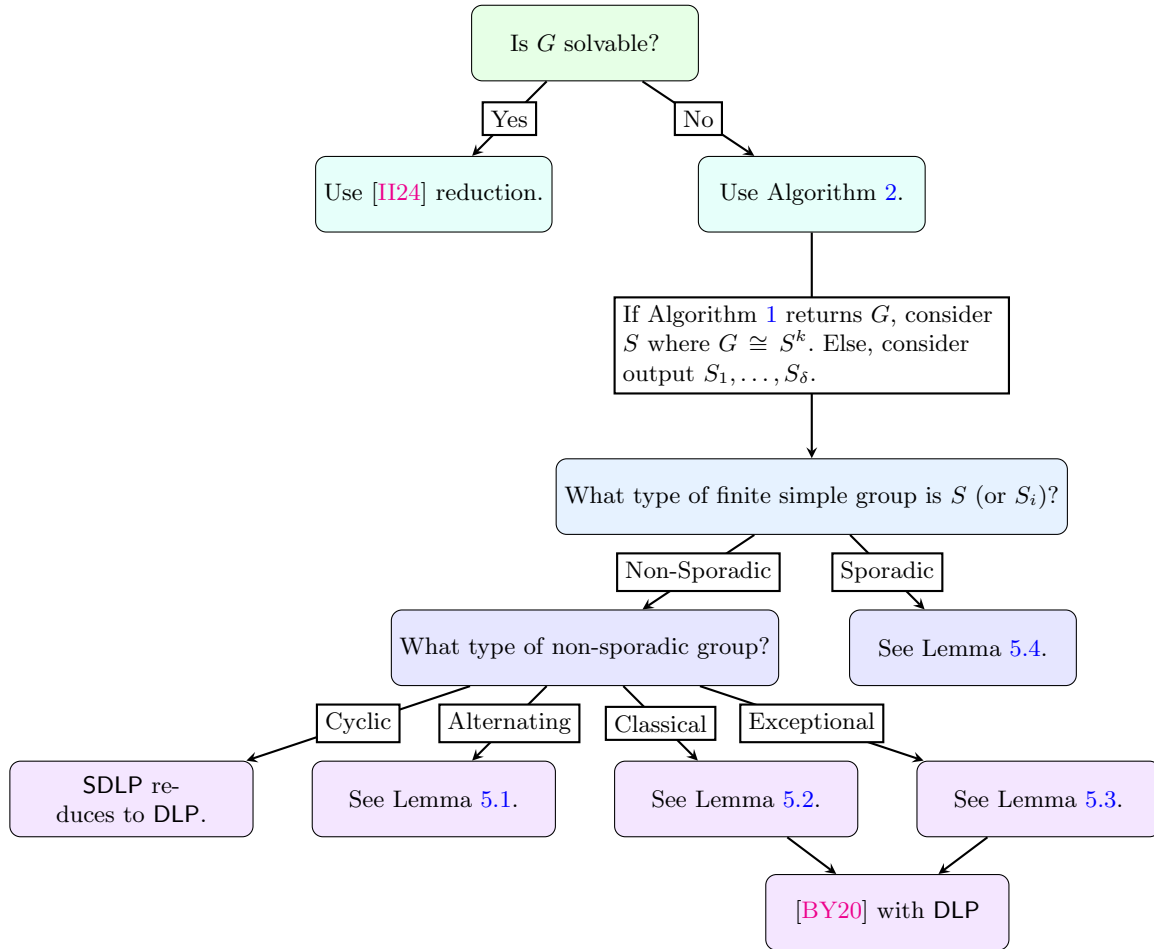 Is G solvable?
Yes
No
Use [II24] reduction.
Use Algorithm 2.
If Algorithm 1 returns G, consider
S where G ≅ S^k. Else, consider
output S_1, . . . , S_δ.
What type of finite simple group is S (or S_i)?
Non-Sporadic
Sporadic
What type of non-sporadic group?
See Lemma 5.4.
Cyclic
Alternating
Classical
Exceptional
SDLP re-
duces to DLP.
See Lemma 5.1.
See Lemma 5.2.
See Lemma 5.3.
[BY20] with DLP